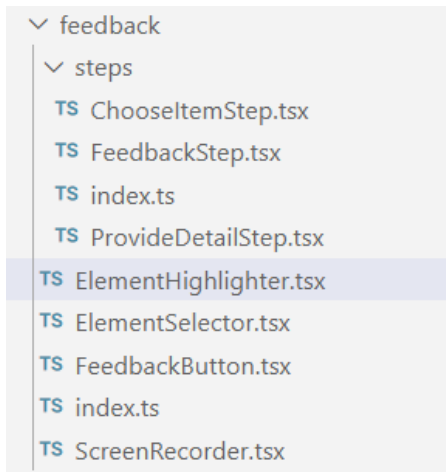 feedback
steps
TS ChooseItemStep.tsx
TS FeedbackStep.tsx
TS index.ts
TS ProvideDetailStep.tsx
TS ElementHighlighter.tsx
TS ElementSelector.tsx
TS FeedbackButton.tsx
TS index.ts
TS ScreenRecorder.tsx